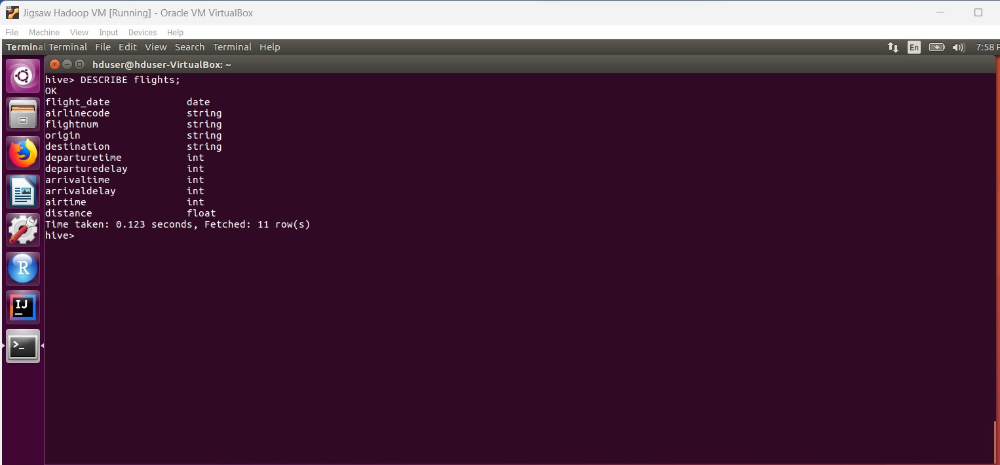 Jigsaw Hadoop VM [Running] - Oracle VM VirtualBox
File Machine View Input Devices Help
Terminal Terminal File Edit View Search Terminal Help En 7:58
hduser@hduser-VirtualBox: ~
hive> DESCRIBE flights;
OK
flight_date date
airlinecode string
flightnum string
origin string
destination string
departuretime int
departuredelay int
arrivaltime int
arrivaldelay int
airtime int
distance float
Time taken: 0.123 seconds, Fetched: 11 row(s)
hive>
R
IJ
>_